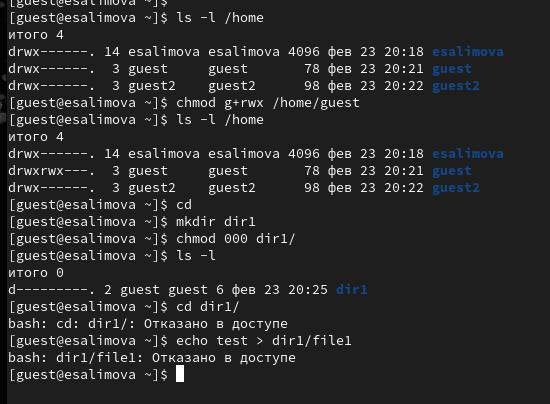 [guest@esalimova ~]$
[guest@esalimova ~]$ ls -l /home
итого 4
drwx------. 14 esalimova esalimova 4096 фев 23 20:18 esalimova
drwx------.  3 guest     guest       78 фев 23 20:21 guest
drwx------.  3 guest2    guest2      98 фев 23 20:22 guest2
[guest@esalimova ~]$ chmod g+rwx /home/guest
[guest@esalimova ~]$ ls -l /home
итого 4
drwx------. 14 esalimova esalimova 4096 фев 23 20:18 esalimova
drwxrwx---.  3 guest     guest       78 фев 23 20:21 guest
drwx------.  3 guest2    guest2      98 фев 23 20:22 guest2
[guest@esalimova ~]$ cd
[guest@esalimova ~]$ mkdir dir1
[guest@esalimova ~]$ chmod 000 dir1/
[guest@esalimova ~]$ ls -l
итого 0
d---------. 2 guest guest 6 фев 23 20:25 dir1
[guest@esalimova ~]$ cd dir1/
bash: cd: dir1/: Отказано в доступе
[guest@esalimova ~]$ echo test > dir1/file1
bash: dir1/file1: Отказано в доступе
[guest@esalimova ~]$